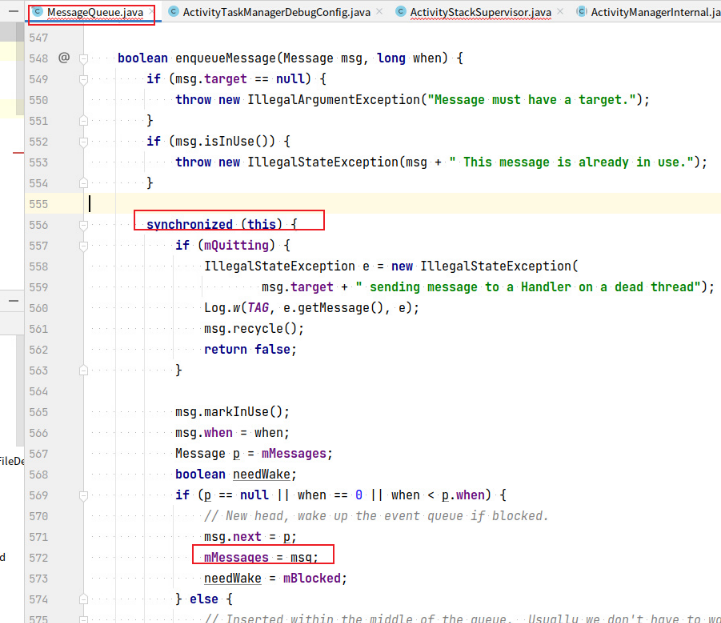 MessageQueue.java ActivityTaskManagerDebugConfig.java ActivityStackSupervisor.java ActivityManagerInternal.ja
547
548 @ boolean enqueueMessage(Message msg, long when) {
549 if (msg.target == null) {
550 throw new IllegalArgumentException("Message must have a target.");
551 }
552 if (msg.isInUse()) {
553 throw new IllegalStateException(msg + " This message is already in use.");
554 }
555
556 synchronized (this) {
557 if (mQuitting) {
558 IllegalStateException e = new IllegalStateException(
559 msg.target + " sending message to a Handler on a dead thread");
560 Log.w(TAG, e.getMessage(), e);
561 msg.recycle();
562 return false;
563 }
564
565 msg.markInUse();
566 msg.when = when;
567 Message p = mMessages;
568 boolean needWake;
569 if (p == null || when == 0 || when < p.when) {
570 // New head, wake up the event queue if blocked.
571 msg.next = p;
572 mMessages = msg;
573 needWake = mBlocked;
574 } else {
575 // Inserted within the middle of the queue. Usually we don't have to wa